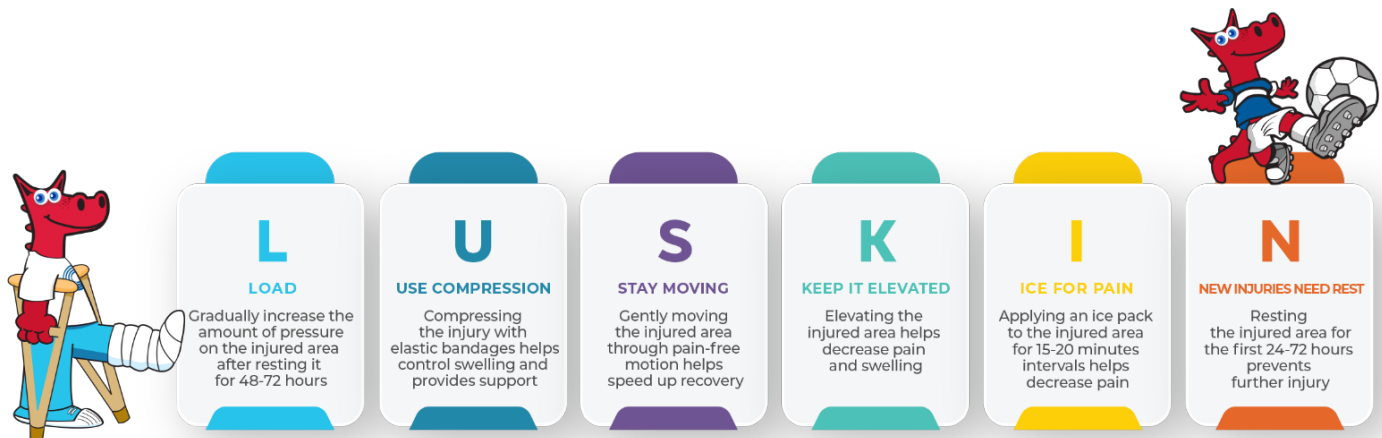 L
LOAD
Gradually increase the
amount of pressure
on the injured area
after resting it
for 48-72 hours
U
USE COMPRESSION
Compressing
the injury with
elastic bandages helps
control swelling and
provides support
S
STAY MOVING
Gently moving
the injured area
through pain-free
motion helps
speed up recovery
K
KEEP IT ELEVATED
Elevating the
injured area helps
decrease pain
and swelling
I
ICE FOR PAIN
Applying an ice pack
to the injured area
for 15-20 minutes
intervals helps
decrease pain
N
NEW INJURIES NEED REST
Resting
the injured area for
the first 24-72 hours
prevents
further injury